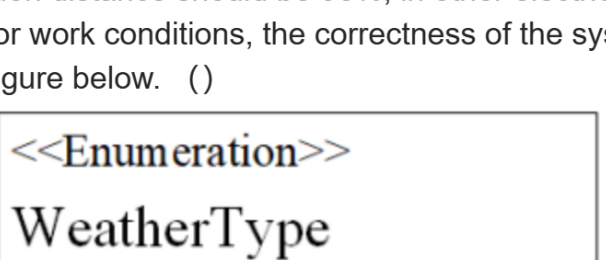 or work conditions, the correctness of the sys
gure below. ()
<<Enumeration>>
WeatherType